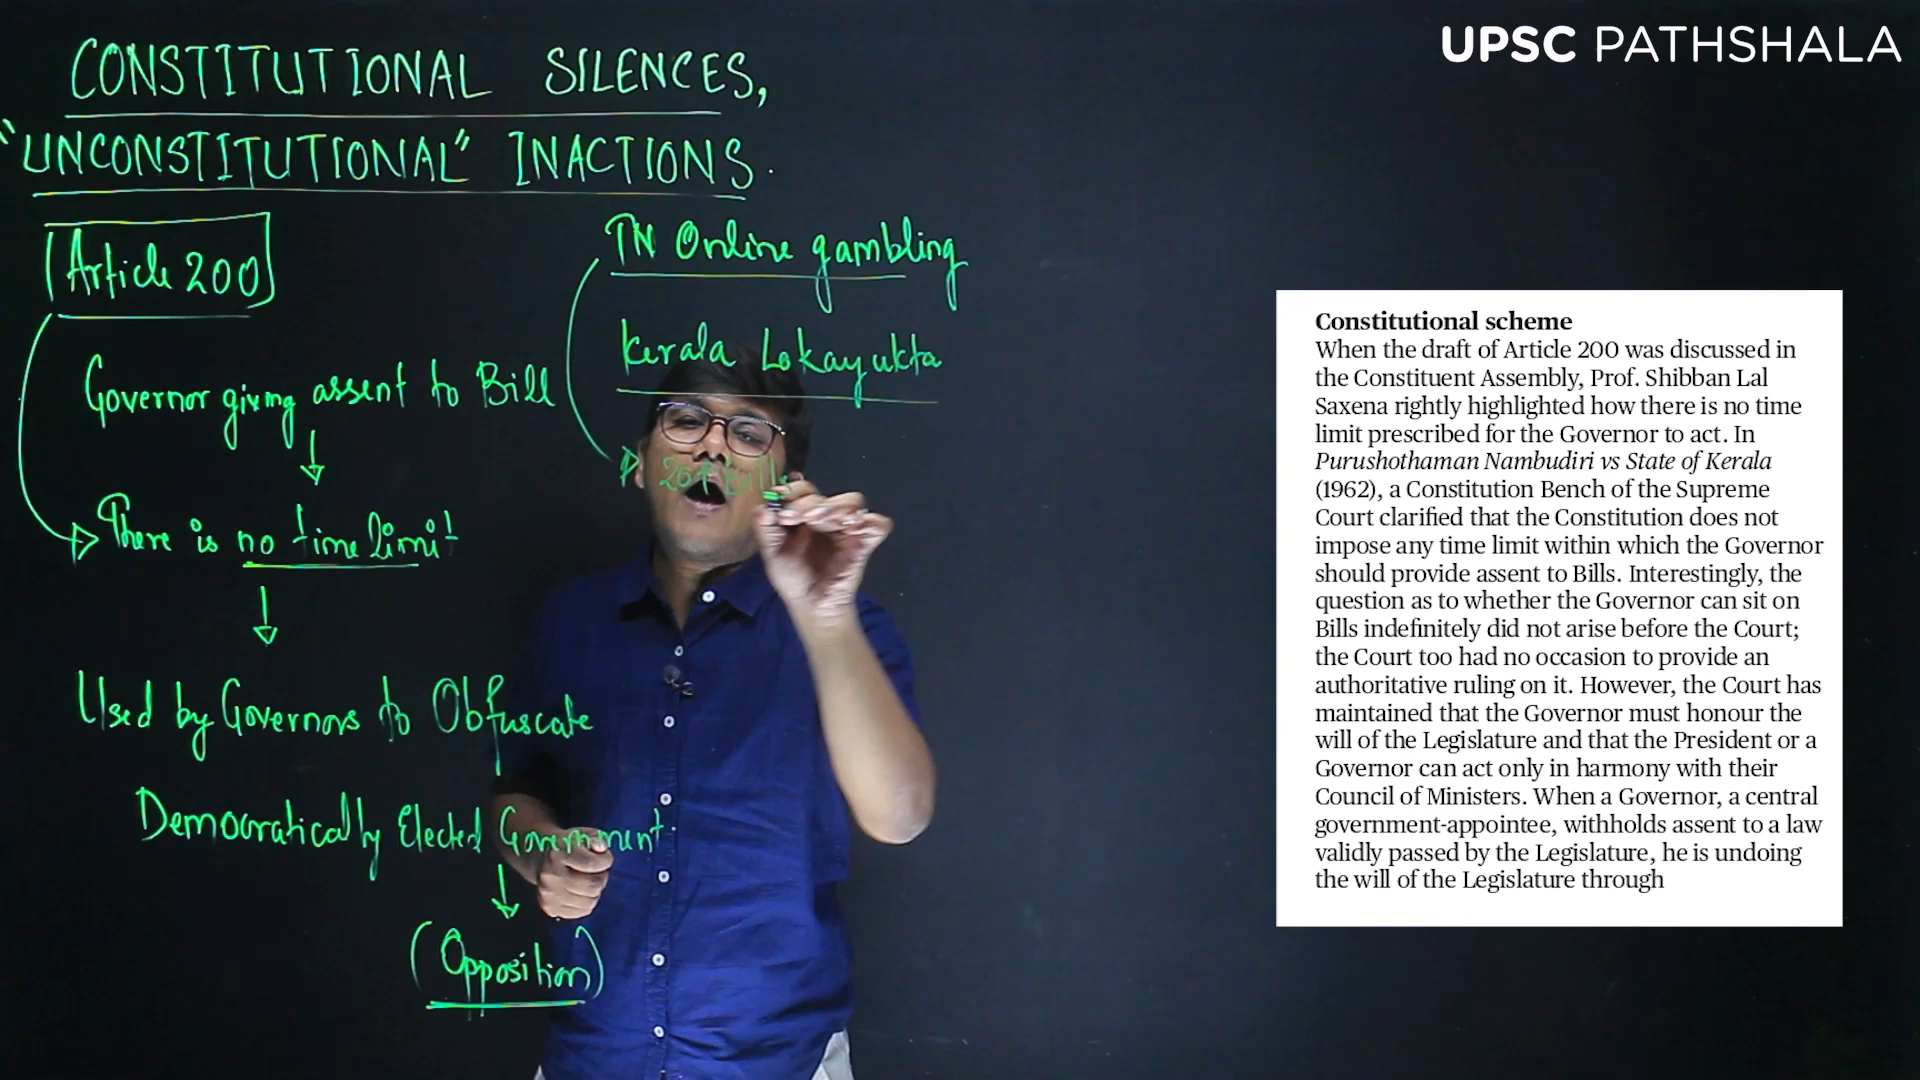 UPSC PATHSHALA
CONSTITUTIONAL SILENCES,
"UNCONSTITUTIONAL" INACTIONS.
Article 200
Governor giving assent to Bill
There is no time limit
Used by Governors to Obfuscate
Democratically Elected Government.
(Opposition)
TN Online gambling
Kerala Lokayukta
20+ bills
Constitutional scheme
When the draft of Article 200 was discussed in
the Constituent Assembly, Prof. Shibban Lal
Saxena rightly highlighted how there is no time
limit prescribed for the Governor to act. In
Purushothaman Nambudiri vs State of Kerala
(1962), a Constitution Bench of the Supreme
Court clarified that the Constitution does not
impose any time limit within which the Governor
should provide assent to Bills. Interestingly, the
question as to whether the Governor can sit on
Bills indefinitely did not arise before the Court;
the Court too had no occasion to provide an
authoritative ruling on it. However, the Court has
maintained that the Governor must honour the
will of the Legislature and that the President or a
Governor can act only in harmony with their
Council of Ministers. When a Governor, a central
government-appointee, withholds assent to a law
validly passed by the Legislature, he is undoing
the will of the Legislature through